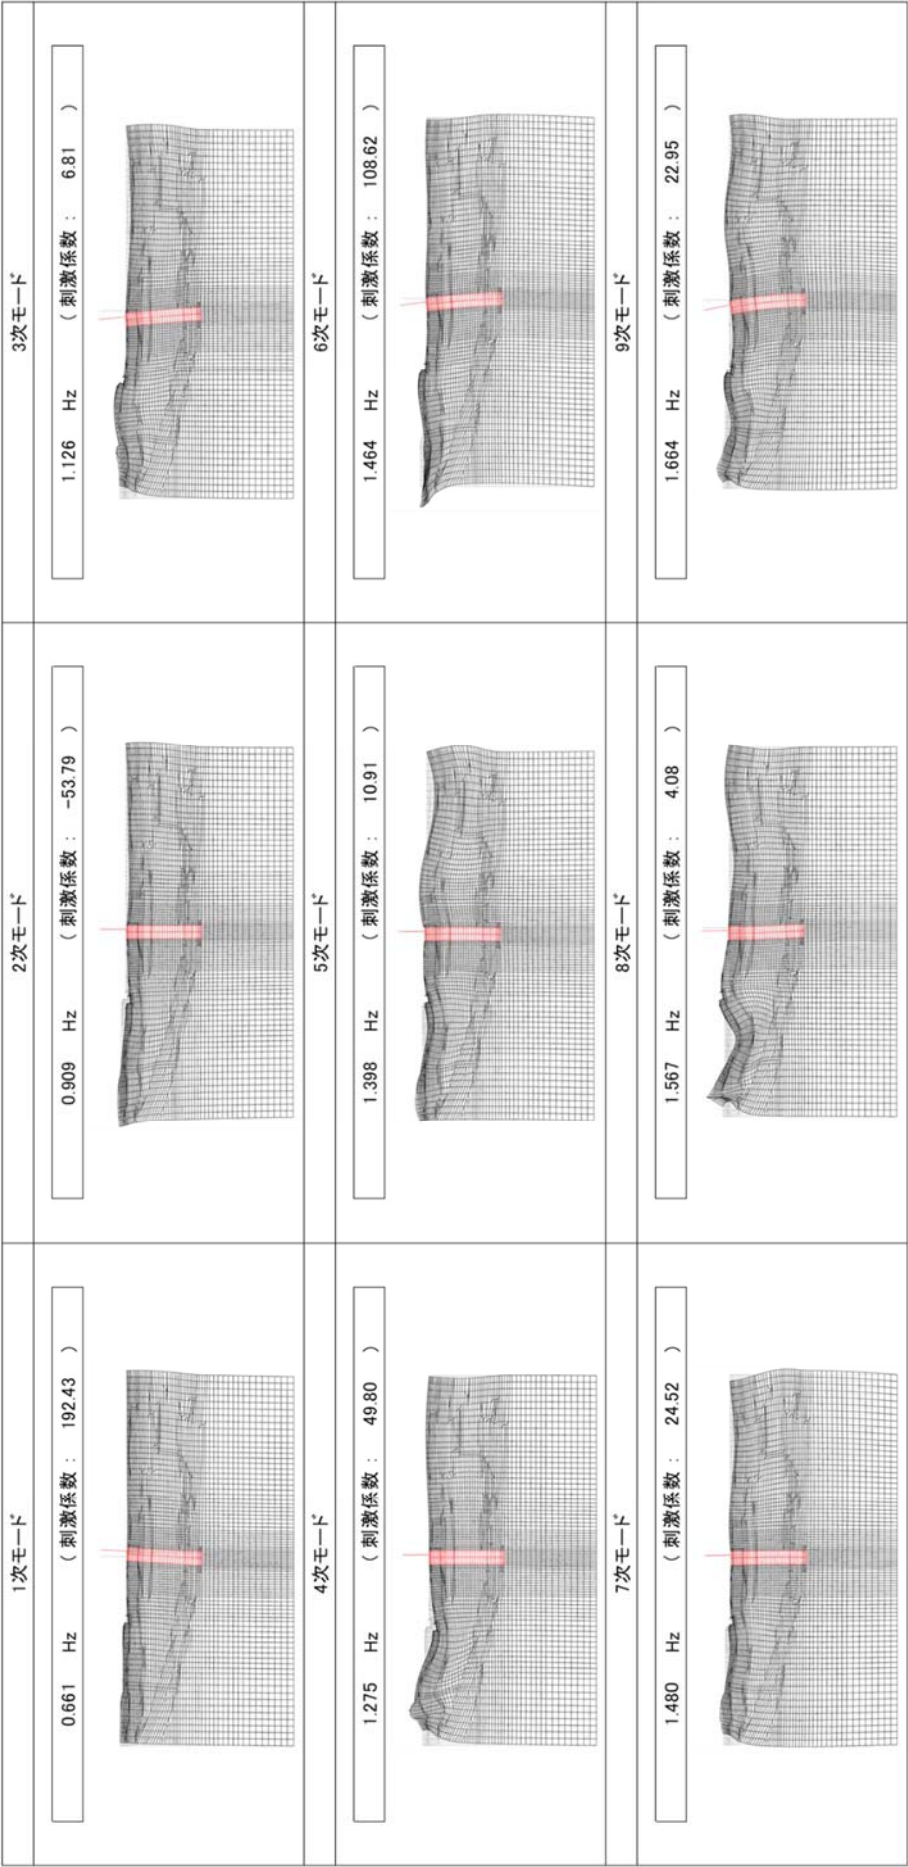 1次モード
0.661 Hz ( 刺激係数 : 192.43 )
2次モード
0.909 Hz ( 刺激係数 : -53.79 )
3次モード
1.126 Hz ( 刺激係数 : 6.81 )
4次モード
1.275 Hz ( 刺激係数 : 49.80 )
5次モード
1.398 Hz ( 刺激係数 : 10.91 )
6次モード
1.464 Hz ( 刺激係数 : 108.62 )
7次モード
1.480 Hz ( 刺激係数 : 24.52 )
8次モード
1.567 Hz ( 刺激係数 : 4.08 )
9次モード
1.664 Hz ( 刺激係数 : 22.95 )